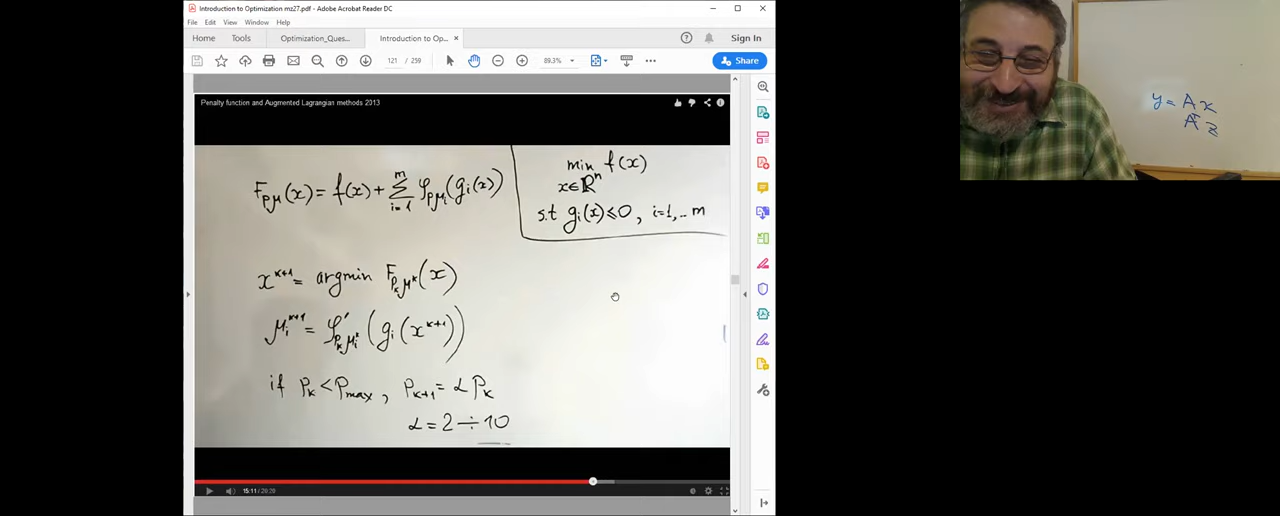 Introduction to Optimization mz27.pdf - Adobe Acrobat Reader DC
File Edit View Window Help
Home Tools Optimization_Ques... Introduction to Op... × Sign In
121 / 259 89.3% Share
Penalty function and Augmented Lagrangian methods 2013
F_{pμ}(x) = f(x) + Σ_{i=1}^{m} φ_{pμ_i}(g_i(x))
min f(x)
x∈ℝⁿ
s.t g_i(x) ≤ 0, i=1,.. m
x^{k+1} = argmin F_{p_k μ^k}(x)
μ_i^{k+1} = φ'_{p_k μ_i^k}(g_i(x^{k+1}))
if p_k < p_max, p_{k+1} = α p_k
α = 2 ÷ 10
15:11 / 20:20
y = A x